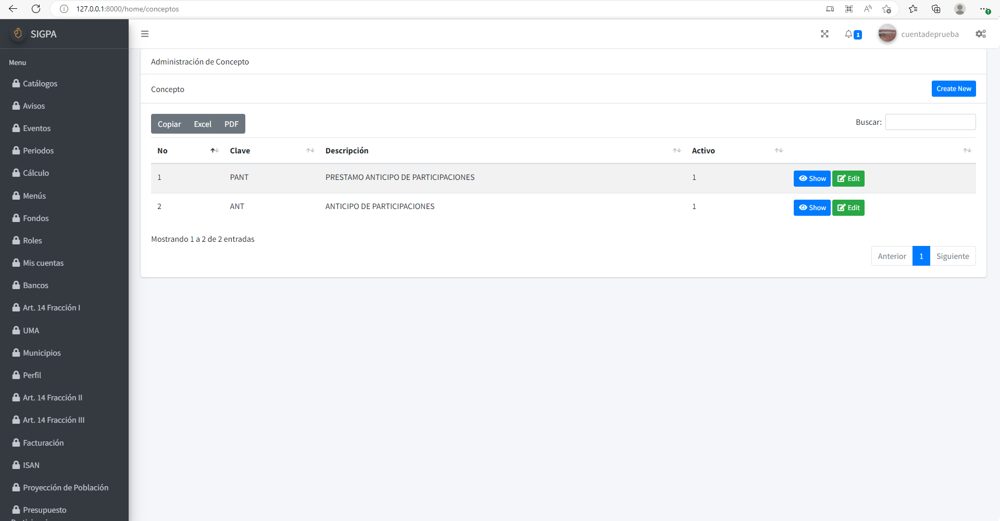 127.0.0.1:8000/home/conceptos
SIGPA
1
cuentadeprueba
Menu
Catálogos
Avisos
Eventos
Periodos
Cálculo
Menús
Fondos
Roles
Mis cuentas
Bancos
Art. 14 Fracción I
UMA
Municipios
Perfil
Art. 14 Fracción II
Art. 14 Fracción III
Facturación
ISAN
Proyección de Población
Presupuesto
Administración de Concepto
Concepto
Create New
Copiar Excel PDF
Buscar:
No Clave Descripción Activo
1 PANT PRESTAMO ANTICIPO DE PARTICIPACIONES 1 Show Edit
2 ANT ANTICIPO DE PARTICIPACIONES 1 Show Edit
Mostrando 1 a 2 de 2 entradas
Anterior 1 Siguiente